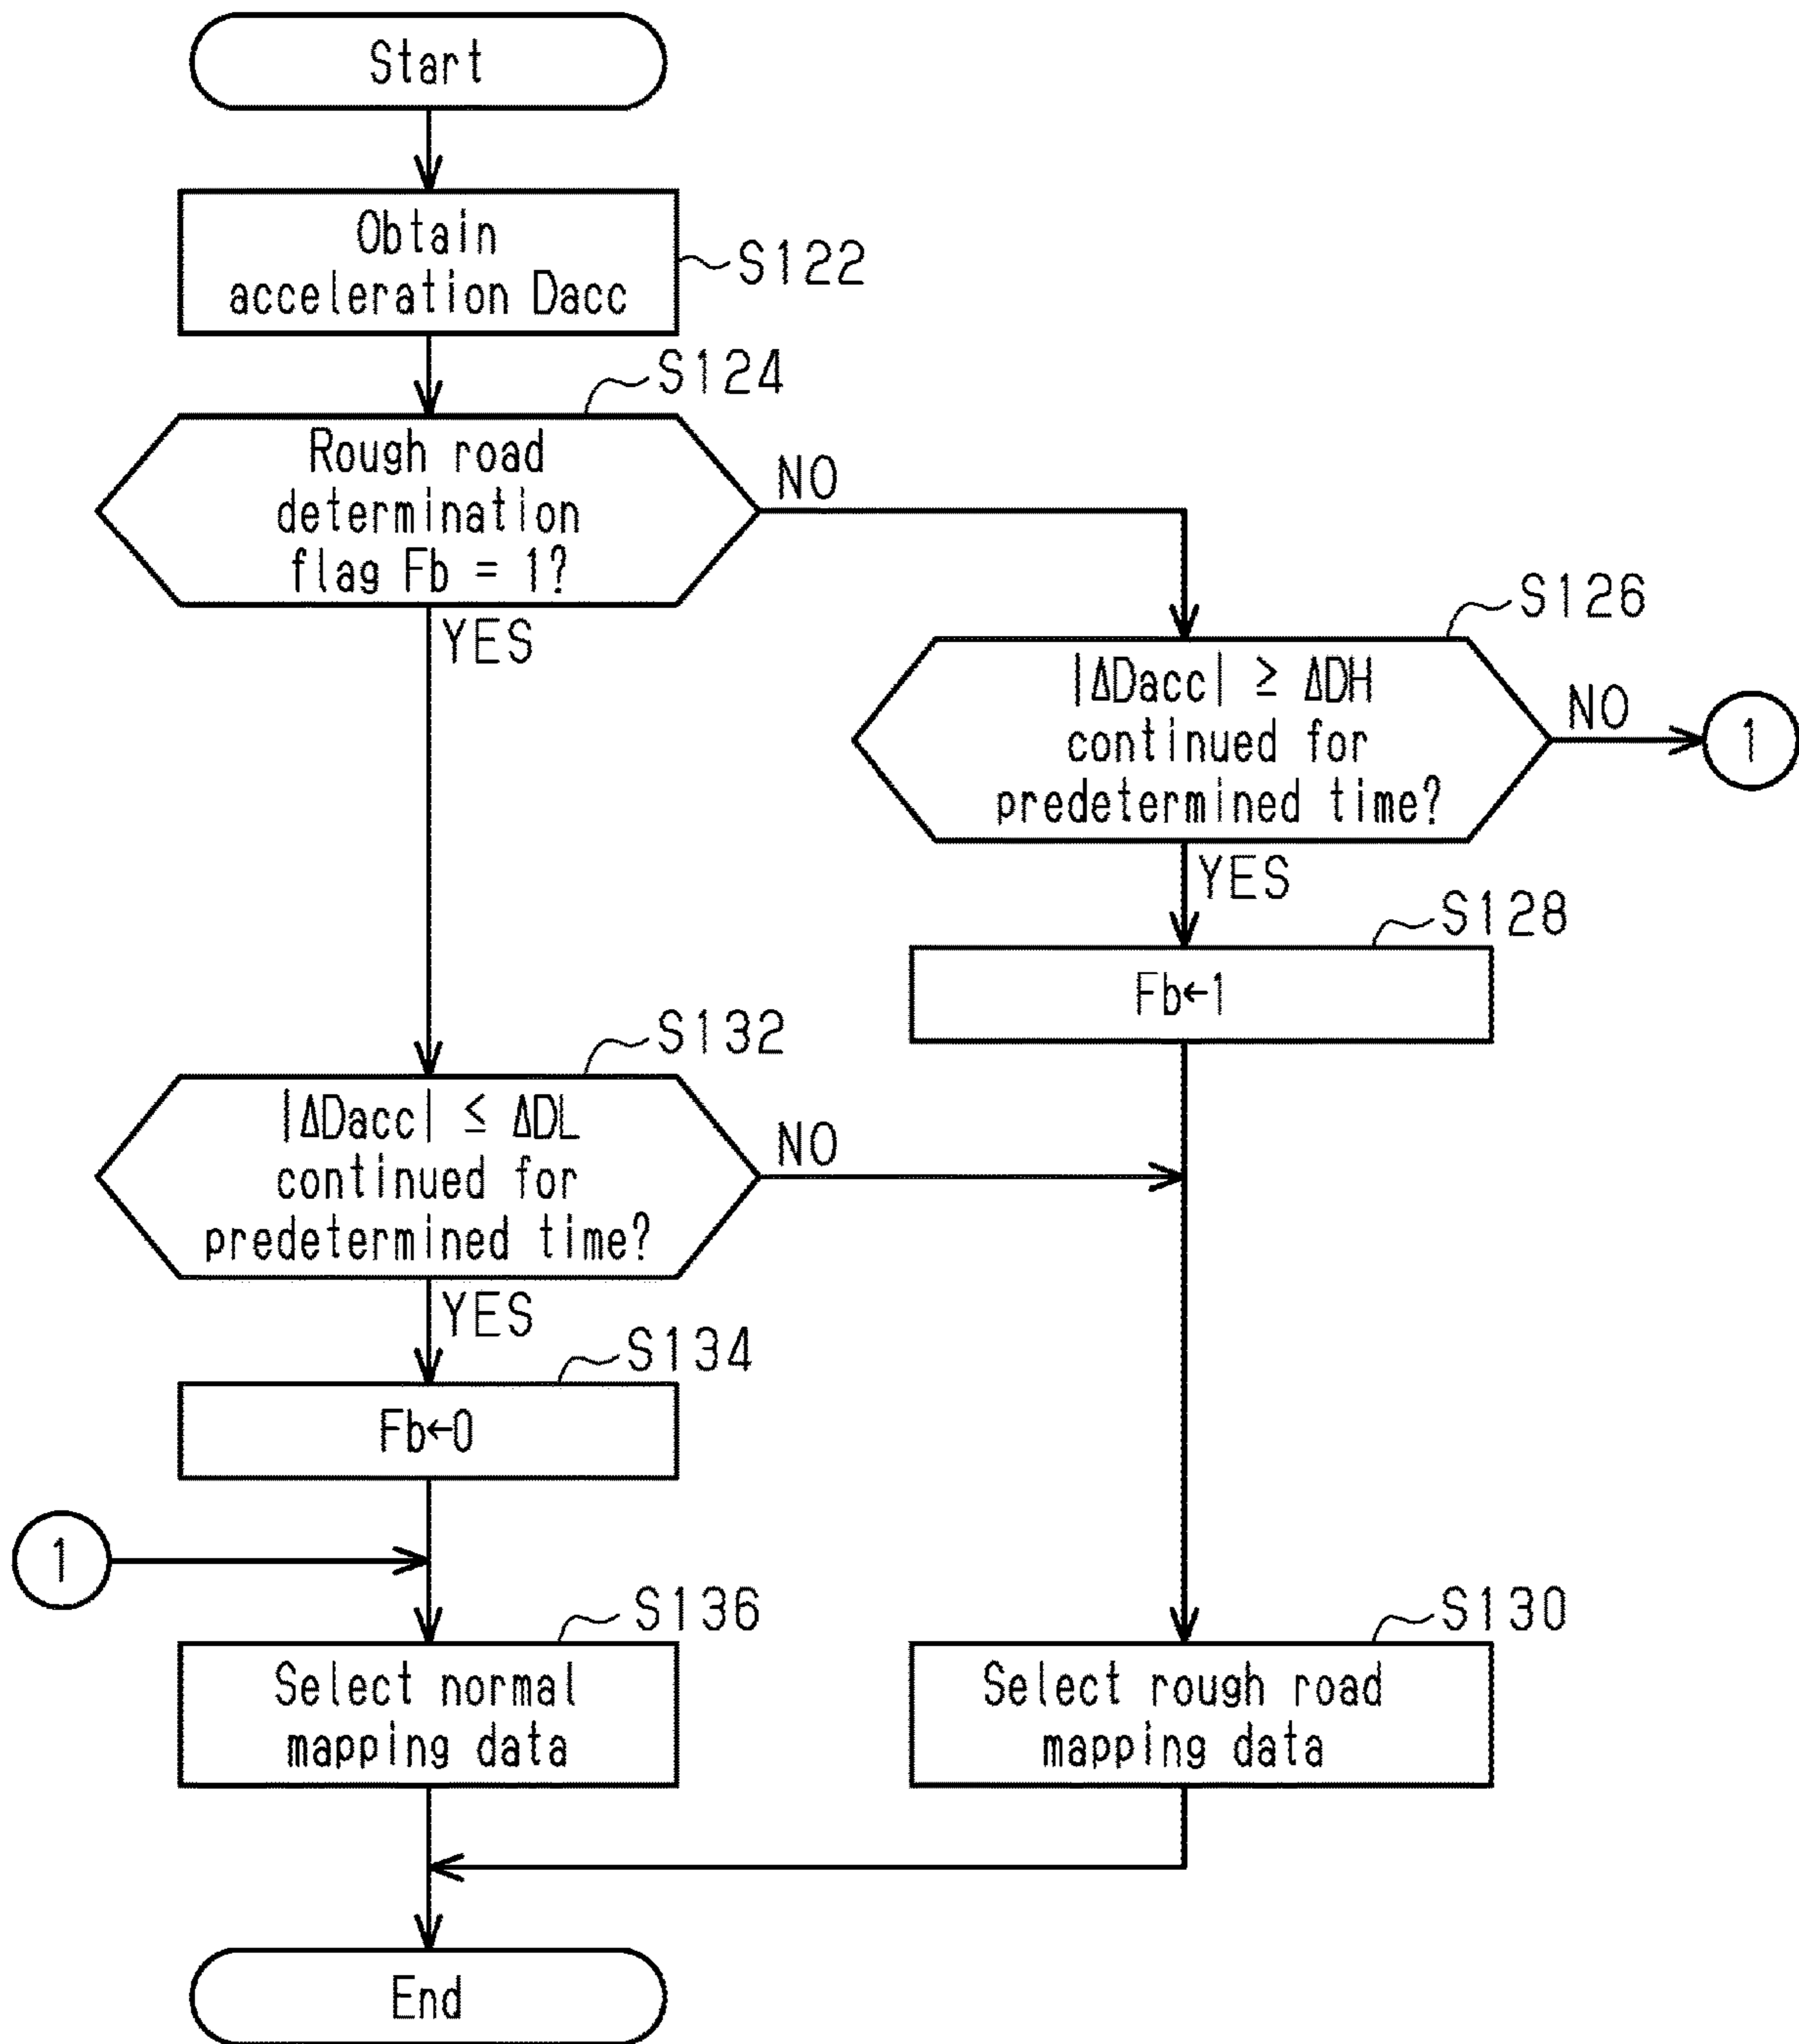 Start
Obtain
acceleration Dacc
S122
S124
Rough road
determination
flag Fb = 1?
NO
YES
S126
|ΔDacc| ≥ ΔDH
continued for
predetermined time?
NO
1
YES
S128
Fb←1
S132
|ΔDacc| ≤ ΔDL
continued for
predetermined time?
NO
YES
S134
Fb←0
1
S136
Select normal
mapping data
S130
Select rough road
mapping data
End